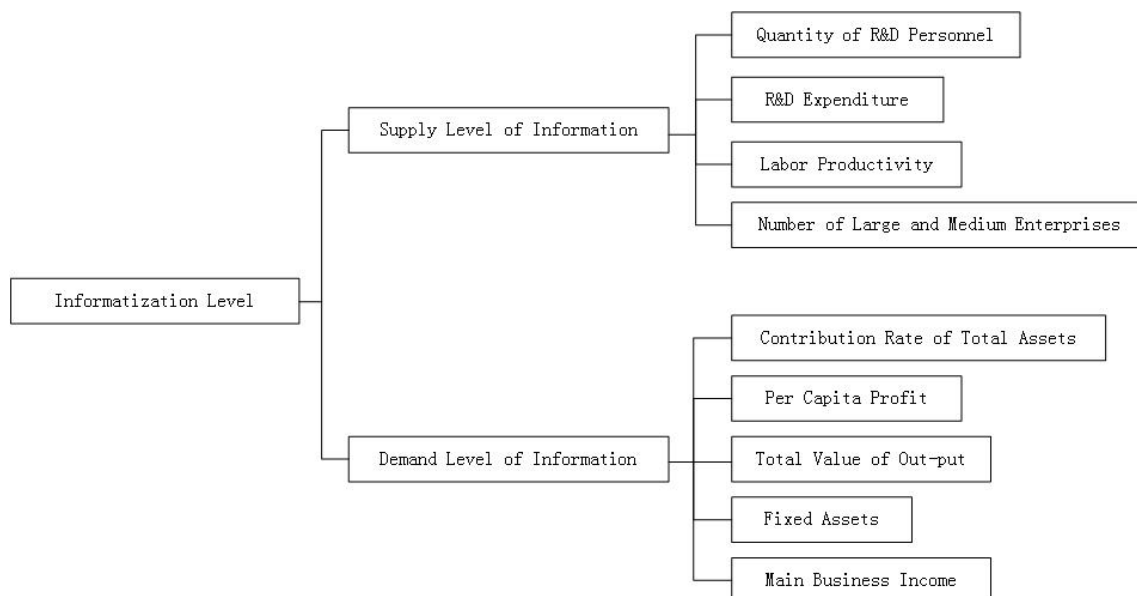 Quantity of R&D Personnel
R&D Expenditure
Supply Level of Information
Labor Productivity
Number of Large and Medium Enterprises
Informatization Level
Contribution Rate of Total Assets
Per Capita Profit
Demand Level of Information
Total Value of Out-put
Fixed Assets
Main Business Income